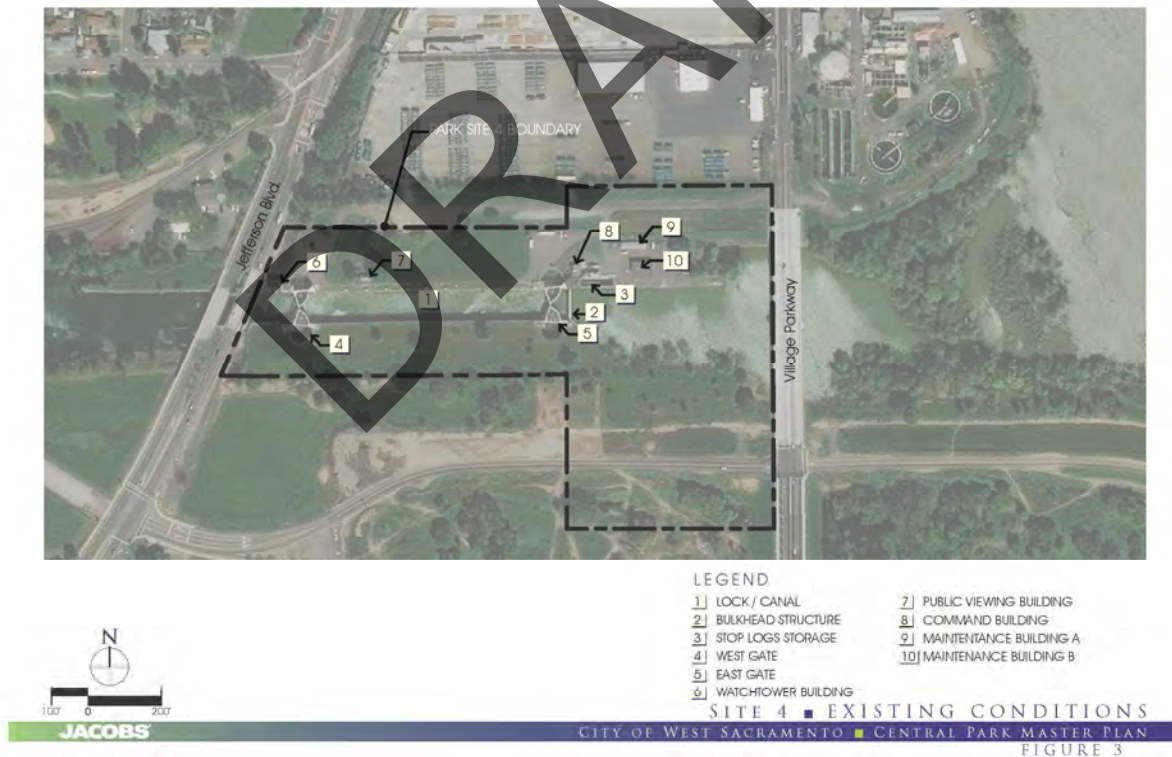 DRAFT
PARK SITE 4 BOUNDARY
Jefferson Blvd.
Village Parkway
6
7
8
9
10
1
3
2
5
4
LEGEND
1 LOCK / CANAL
2 BULKHEAD STRUCTURE
3 STOP LOGS STORAGE
4 WEST GATE
5 EAST GATE
6 WATCHTOWER BUILDING
7 PUBLIC VIEWING BUILDING
8 COMMAND BUILDING
9 MAINTENTANCE BUILDING A
10 MAINTENANCE BUILDING B
N
100' 0 200'
SITE 4 ■ EXISTING CONDITIONS
JACOBS
CITY OF WEST SACRAMENTO ■ CENTRAL PARK MASTER PLAN
FIGURE 3